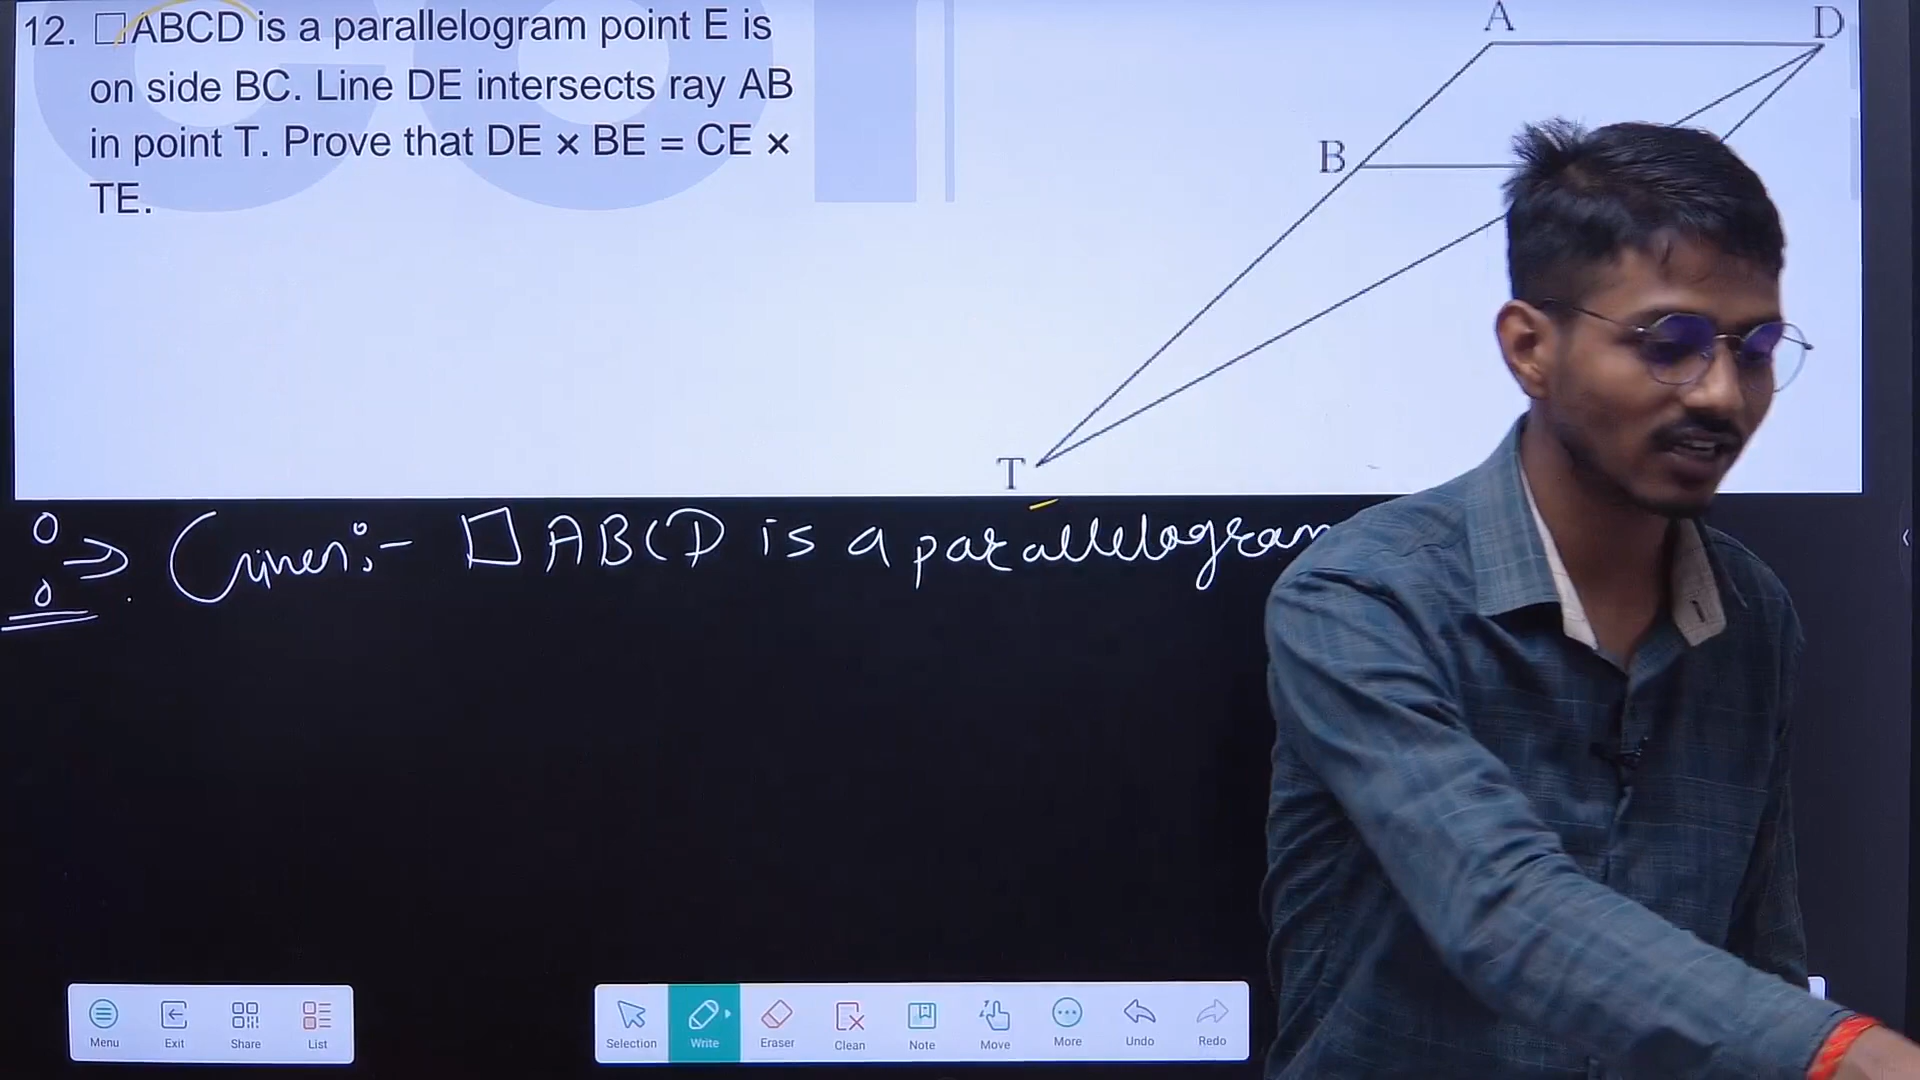 12. □ABCD is a parallelogram point E is
on side BC. Line DE intersects ray AB
in point T. Prove that DE × BE = CE ×
TE.
A
D
B
T
⇒ Given:- □ABCD is a parallelogram
Menu
Exit
Share
List
Selection
Write
Eraser
Clean
Note
Move
More
Undo
Redo